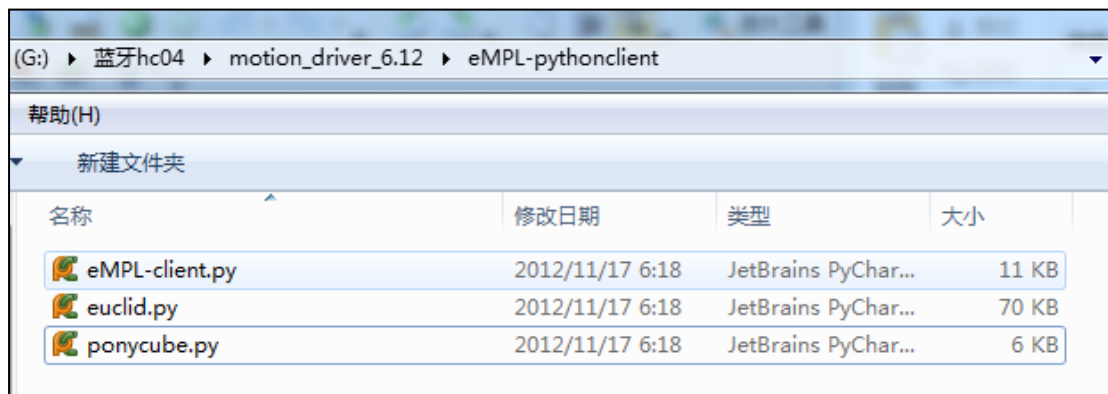 (G:) ▸ 蓝牙hc04 ▸ motion_driver_6.12 ▸ eMPL-pythonclient
帮助(H)
新建文件夹
名称 修改日期 类型 大小
eMPL-client.py 2012/11/17 6:18 JetBrains PyChar... 11 KB
euclid.py 2012/11/17 6:18 JetBrains PyChar... 70 KB
ponycube.py 2012/11/17 6:18 JetBrains PyChar... 6 KB